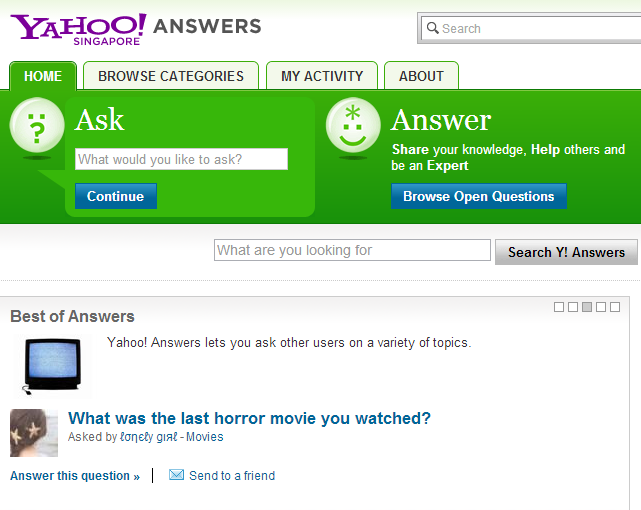 YAHOO! ANSWERS
SINGAPORE
Search
HOME
BROWSE CATEGORIES
MY ACTIVITY
ABOUT
Ask
What would you like to ask?
Continue
Answer
Share your knowledge, Help others and
be an Expert
Browse Open Questions
What are you looking for
Search Y! Answers
Best of Answers
Yahoo! Answers lets you ask other users on a variety of topics.
What was the last horror movie you watched?
Asked by ℓσηєℓу gιяℓ - Movies
Answer this question »
Send to a friend